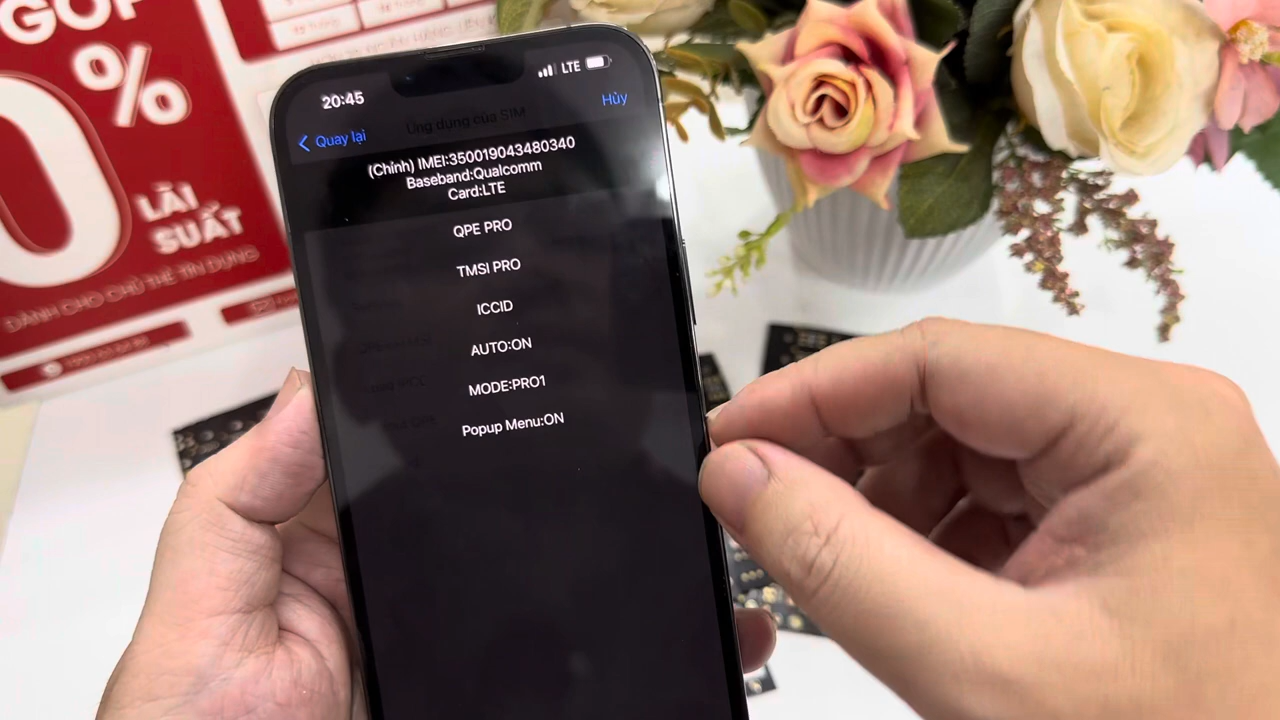 GÓP
0%
LÃI
SUẤT
DÀNH CHO CHỦ THẺ TÍN DỤNG
20:45
LTE
Quay lại
Ứng dụng của SIM
Hủy
(Chính) IMEI:350019043480340
Baseband:Qualcomm
Card:LTE
QPE PRO
TMSI PRO
ICCID
AUTO:ON
MODE:PRO1
Popup Menu:ON